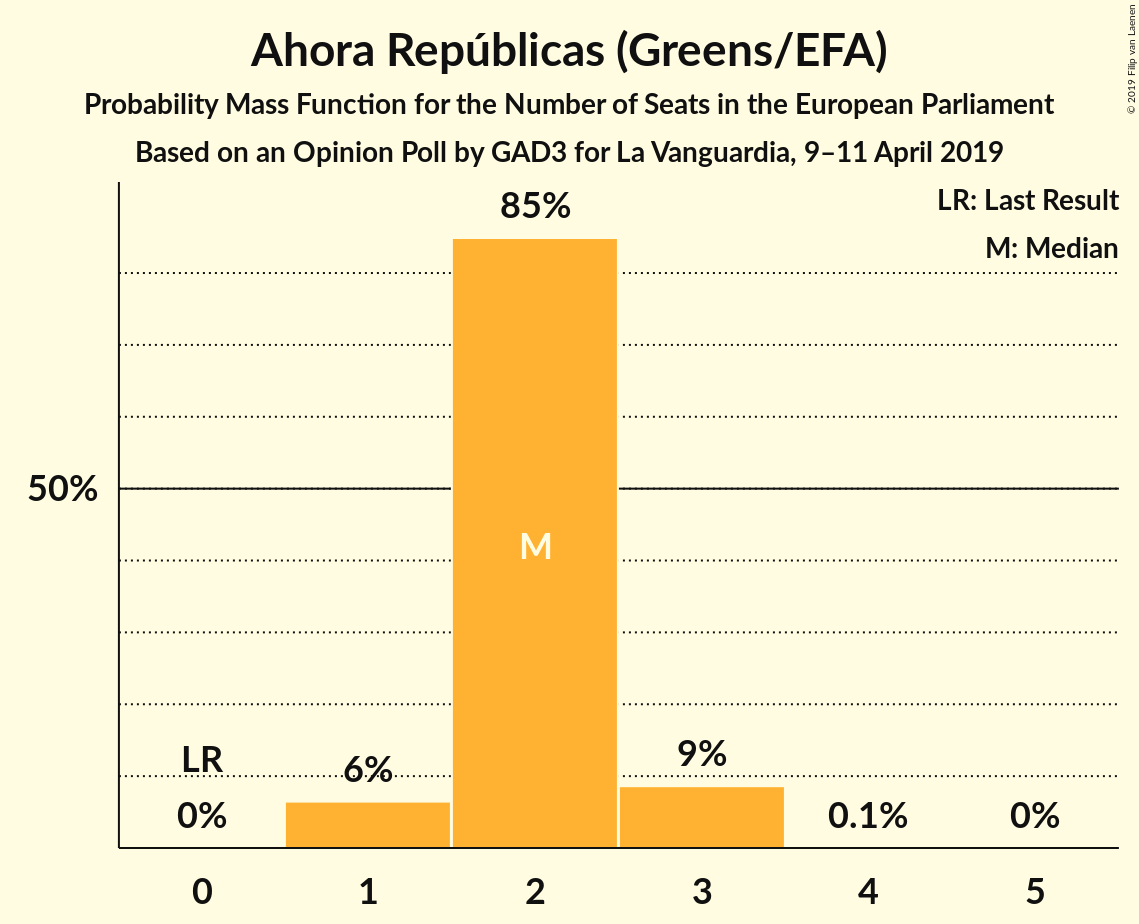 Ahora Repúblicas (Greens/EFA)
Probability Mass Function for the Number of Seats in the European Parliament
Based on an Opinion Poll by GAD3 for La Vanguardia, 9–11 April 2019
© 2019 Filip van Laenen
LR: Last Result
M: Median
85%
50%
M
LR
6%
9%
0%
0.1%
0%
0 1 2 3 4 5